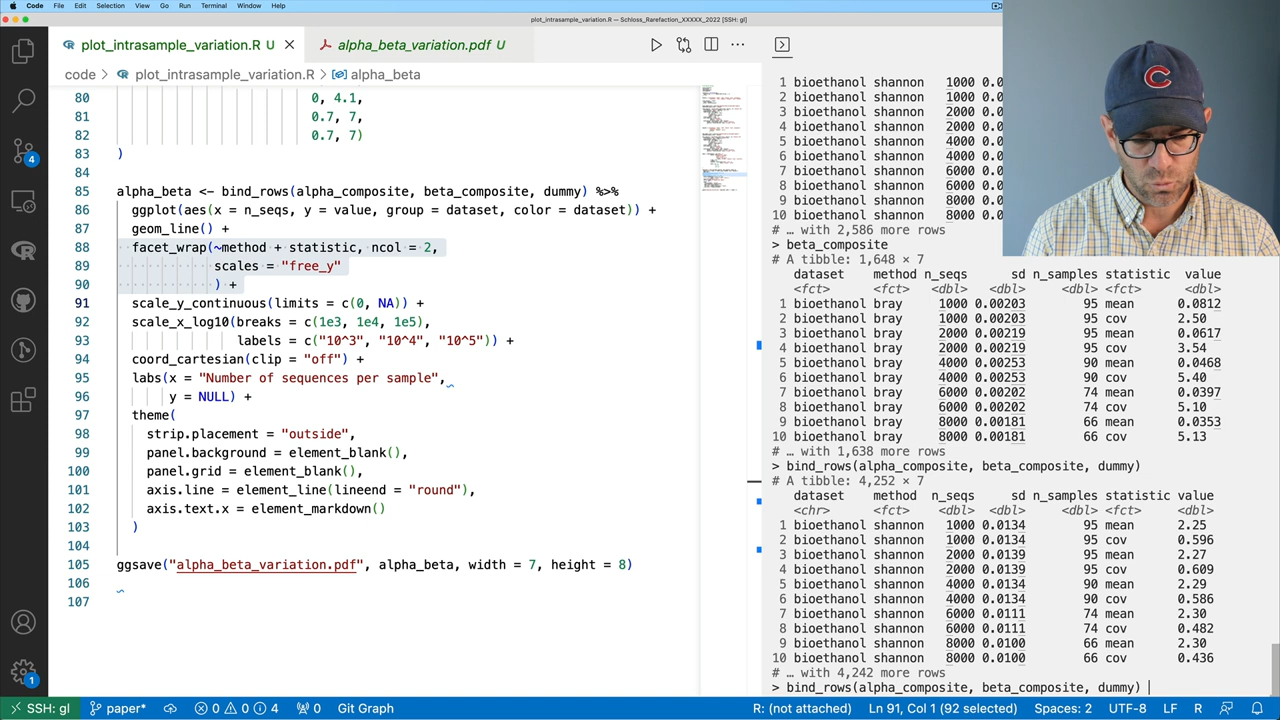 Code File Edit Selection View Go Run Terminal Window Help
plot_intrasample_variation.R — Schloss_Rarefaction_XXXXX_2022 [SSH: gl]
plot_intrasample_variation.R U
alpha_beta_variation.pdf U
code > plot_intrasample_variation.R > alpha_beta
80 0, 4.1,
81 0.7, 7,
82 0.7, 7)
83 )
84
85 alpha_beta <- bind_rows(alpha_composite, beta_composite, dummy) %>%
86 ggplot(aes(x = n_seqs, y = value, group = dataset, color = dataset)) +
87 geom_line() +
88 facet_wrap(~method + statistic, ncol = 2,
89 scales = "free_y"
90 ) +
91 scale_y_continuous(limits = c(0, NA)) +
92 scale_x_log10(breaks = c(1e3, 1e4, 1e5),
93 labels = c("10^3", "10^4", "10^5")) +
94 coord_cartesian(clip = "off") +
95 labs(x = "Number of sequences per sample",
96 y = NULL) +
97 theme(
98 strip.placement = "outside",
99 panel.background = element_blank(),
100 panel.grid = element_blank(),
101 axis.line = element_line(lineend = "round"),
102 axis.text.x = element_markdown()
103 )
104
105 ggsave("alpha_beta_variation.pdf", alpha_beta, width = 7, height = 8)
106
107
4
1
1 bioethanol shannon 1000 0.0
2 bioethanol shannon 1000 0.0
3 bioethanol shannon 2000 0.0
4 bioethanol shannon 2000 0.0
5 bioethanol shannon 4000 0.0
6 bioethanol shannon 4000 0.0
7 bioethanol shannon 6000 0.0
8 bioethanol shannon 6000 0.0
9 bioethanol shannon 8000 0.0
10 bioethanol shannon 8000 0.0
# … with 2,586 more rows
> beta_composite
# A tibble: 1,648 × 7
dataset method n_seqs sd n_samples statistic value
<fct> <fct> <dbl> <dbl> <dbl> <fct> <dbl>
1 bioethanol bray 1000 0.00203 95 mean 0.0812
2 bioethanol bray 1000 0.00203 95 cov 2.50
3 bioethanol bray 2000 0.00219 95 mean 0.0617
4 bioethanol bray 2000 0.00219 95 cov 3.54
5 bioethanol bray 4000 0.00253 90 mean 0.0468
6 bioethanol bray 4000 0.00253 90 cov 5.40
7 bioethanol bray 6000 0.00202 74 mean 0.0397
8 bioethanol bray 6000 0.00202 74 cov 5.10
9 bioethanol bray 8000 0.00181 66 mean 0.0353
10 bioethanol bray 8000 0.00181 66 cov 5.13
# … with 1,638 more rows
> bind_rows(alpha_composite, beta_composite, dummy)
# A tibble: 4,252 × 7
dataset method n_seqs sd n_samples statistic value
<chr> <fct> <dbl> <dbl> <dbl> <fct> <dbl>
1 bioethanol shannon 1000 0.0134 95 mean 2.25
2 bioethanol shannon 1000 0.0134 95 cov 0.596
3 bioethanol shannon 2000 0.0139 95 mean 2.27
4 bioethanol shannon 2000 0.0139 95 cov 0.609
5 bioethanol shannon 4000 0.0134 90 mean 2.29
6 bioethanol shannon 4000 0.0134 90 cov 0.586
7 bioethanol shannon 6000 0.0111 74 mean 2.30
8 bioethanol shannon 6000 0.0111 74 cov 0.482
9 bioethanol shannon 8000 0.0100 66 mean 2.30
10 bioethanol shannon 8000 0.0100 66 cov 0.436
# … with 4,242 more rows
> bind_rows(alpha_composite, beta_composite, dummy)
C
SSH: gl paper* 0 0 4 0 Git Graph R: (not attached) Ln 91, Col 1 (92 selected) Spaces: 2 UTF-8 LF R